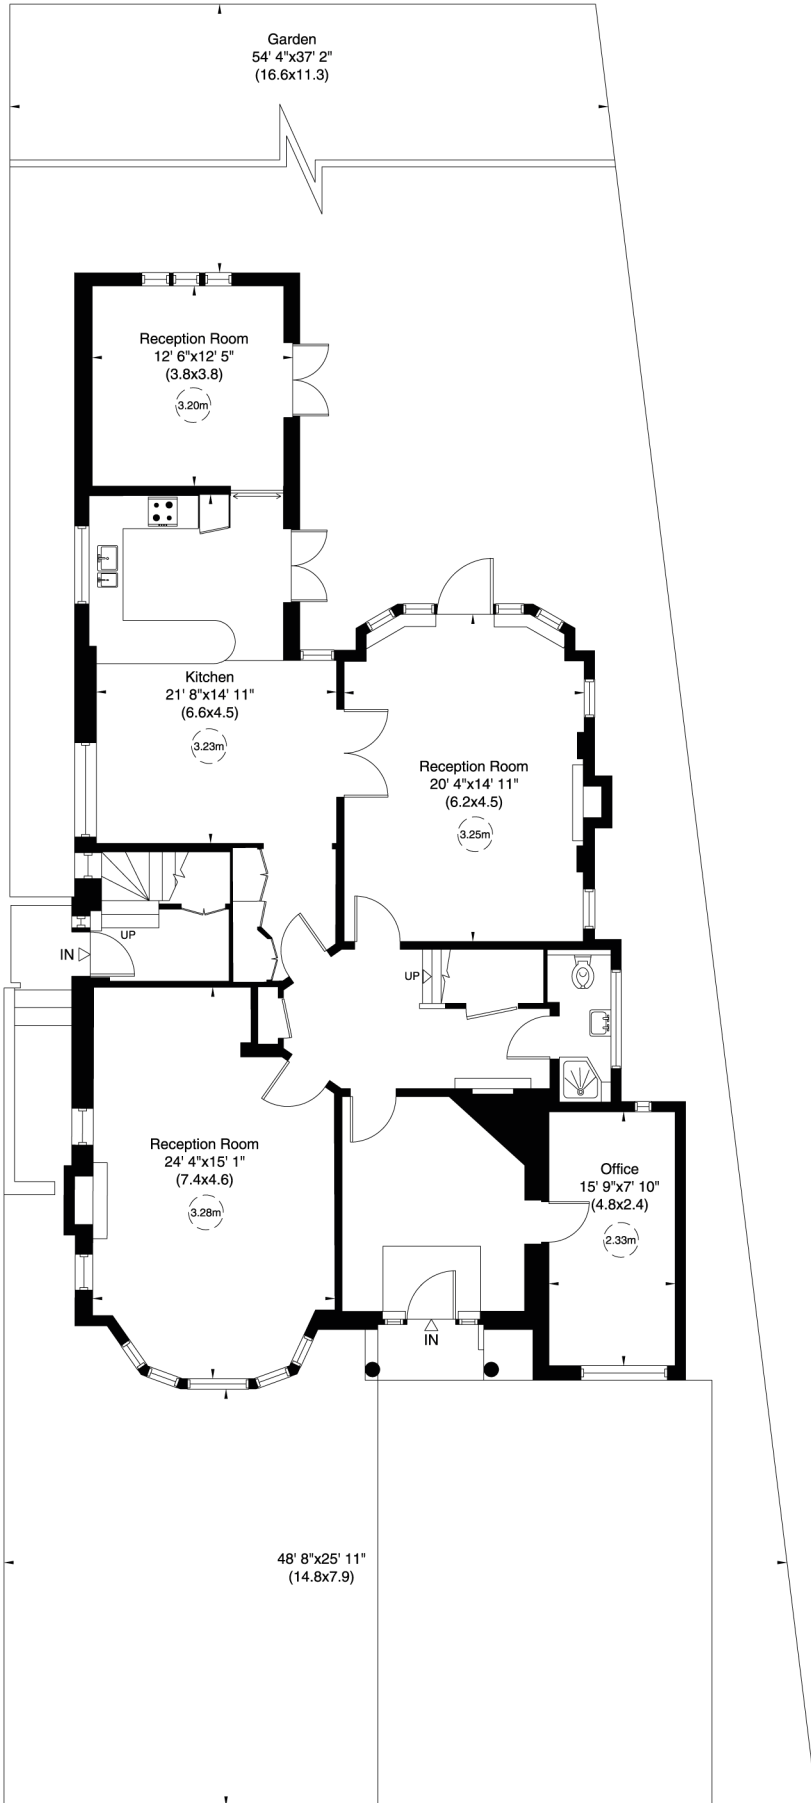 Garden
54' 4"x37' 2"
(16.6x11.3)
Reception Room
12' 6"x12' 5"
(3.8x3.8)
3.20m
Kitchen
21' 8"x14' 11"
(6.6x4.5)
3.23m
Reception Room
20' 4"x14' 11"
(6.2x4.5)
3.25m
UP
IN
UP
Reception Room
24' 4"x15' 1"
(7.4x4.6)
3.28m
Office
15' 9"x7' 10"
(4.8x2.4)
2.33m
IN
48' 8"x25' 11"
(14.8x7.9)